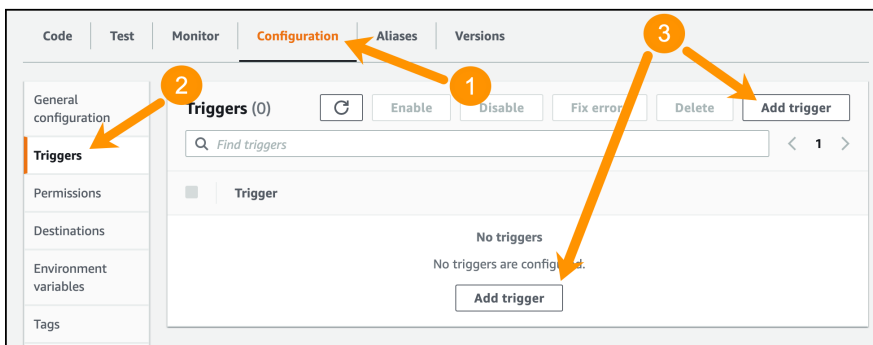 Code Test Monitor Configuration Aliases Versions
3
1
2
General
configuration
Triggers (0) Enable Disable Fix errors Delete Add trigger
Find triggers 1
Triggers
Trigger
Permissions
Destinations
No triggers
Environment
variables
No triggers are configured.
Add trigger
Tags